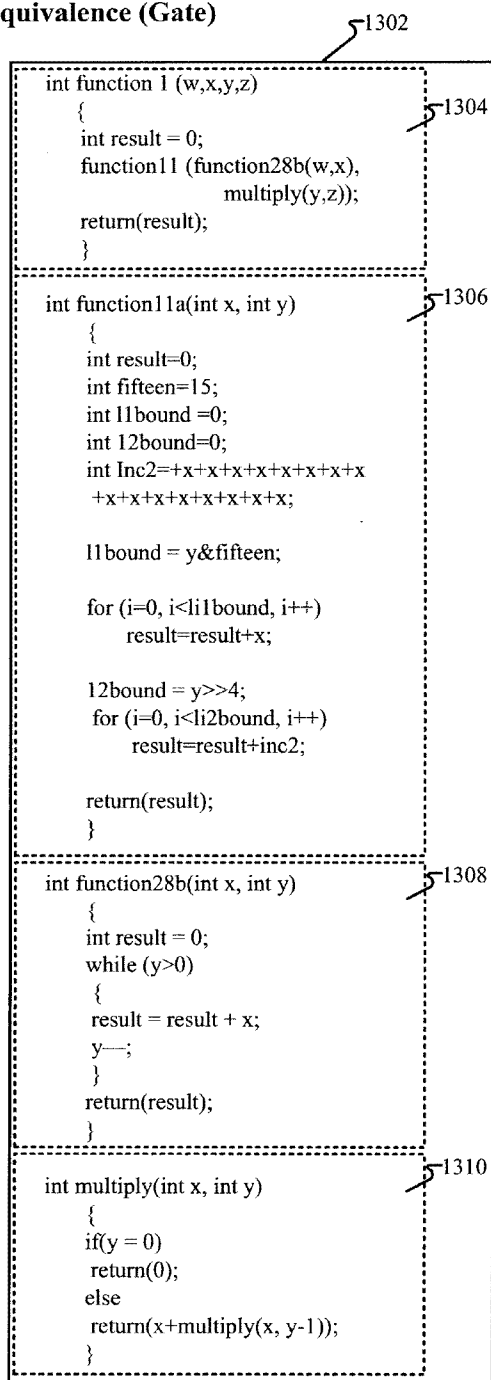 quivalence (Gate)
1302
int function 1 (w,x,y,z)
1304
{
int result = 0;
function11 (function28b(w,x),
multiply(y,z));
return(result);
}
int function11a(int x, int y)
1306
{
int result=0;
int fifteen=15;
int l1bound =0;
int 12bound=0;
int Inc2=+x+x+x+x+x+x+x+x
+x+x+x+x+x+x+x+x;
l1bound = y&fifteen;
for (i=0, i<li1bound, i++)
result=result+x;
12bound = y>>4;
for (i=0, i<li2bound, i++)
result=result+inc2;
return(result);
}
int function28b(int x, int y)
1308
{
int result = 0;
while (y>0)
{
result = result + x;
y—;
}
return(result);
}
int multiply(int x, int y)
1310
{
if(y = 0)
return(0);
else
return(x+multiply(x, y-1));
}